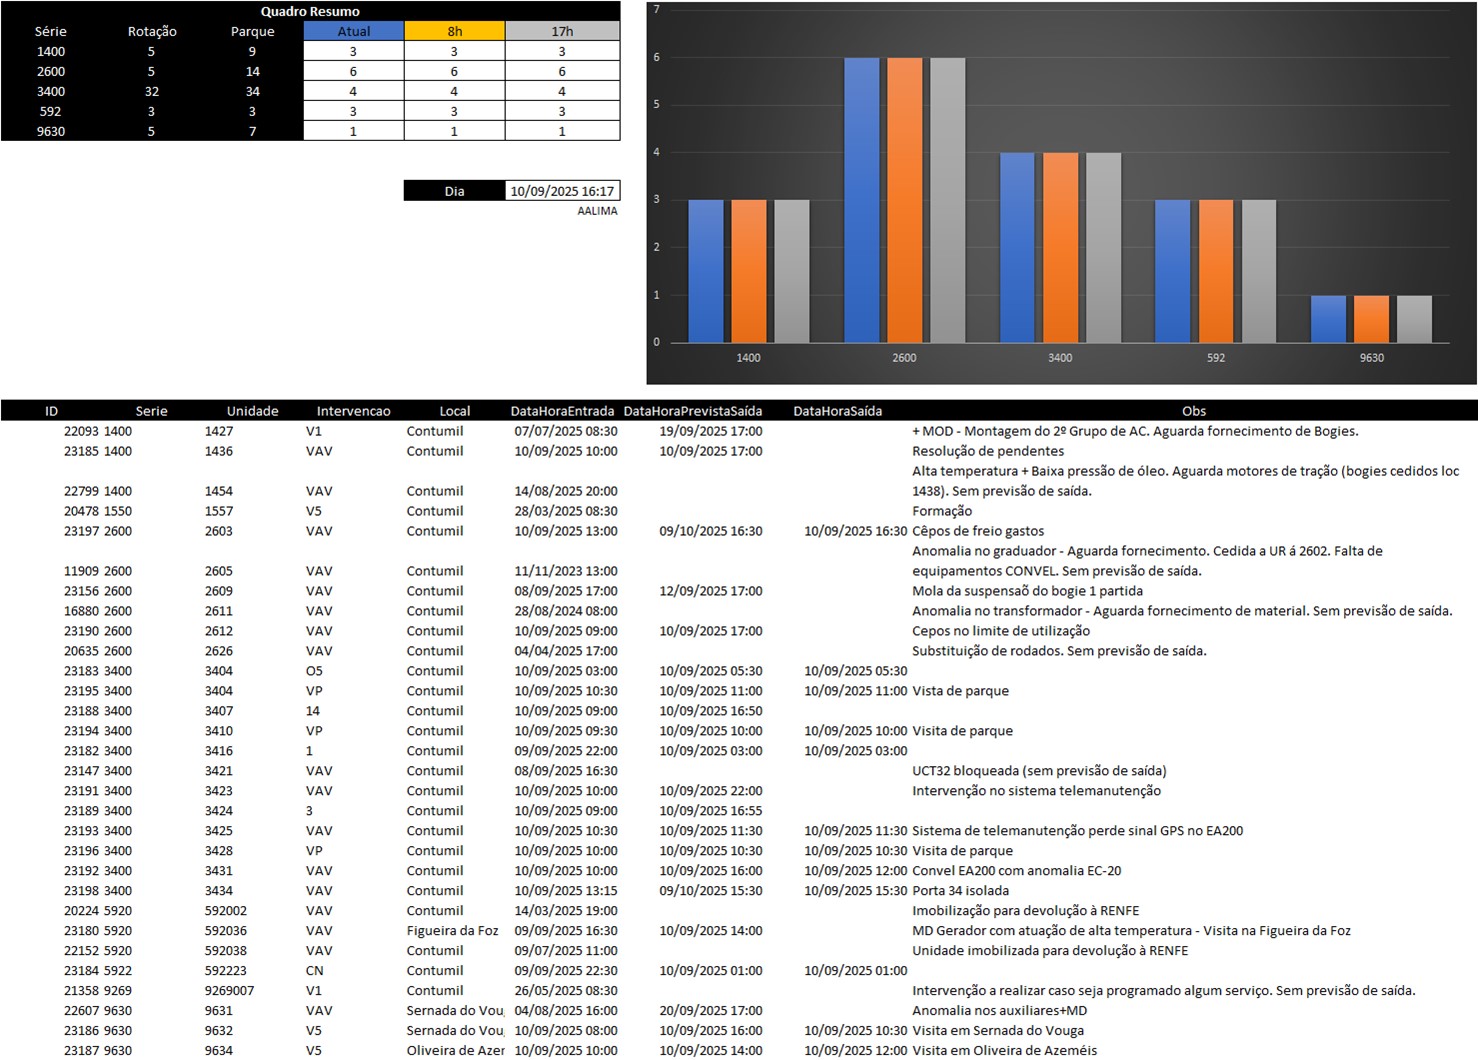 Quadro Resumo
Série Rotação Parque Atual 8h 17h
1400 5 9 3 3 3
2600 5 14 6 6 6
3400 32 34 4 4 4
592 3 3 3 3 3
9630 5 7 1 1 1
Dia 10/09/2025 16:17
AALIMA
7
6
5
4
3
2
1
0
1400 2600 3400 592 9630
ID Serie Unidade Intervencao Local DataHoraEntrada DataHoraPrevistaSaída DataHoraSaída Obs
22093 1400 1427 V1 Contumil 07/07/2025 08:30 19/09/2025 17:00 + MOD - Montagem do 2º Grupo de AC. Aguarda fornecimento de Bogies.
23185 1400 1436 VAV Contumil 10/09/2025 10:00 10/09/2025 17:00 Resolução de pendentes
Alta temperatura + Baixa pressão de óleo. Aguarda motores de tração (bogies cedidos loc
22799 1400 1454 VAV Contumil 14/08/2025 20:00 1438). Sem previsão de saída.
20478 1550 1557 V5 Contumil 28/03/2025 08:30 Formação
23197 2600 2603 VAV Contumil 10/09/2025 13:00 09/10/2025 16:30 10/09/2025 16:30 Cêpos de freio gastos
Anomalia no graduador - Aguarda fornecimento. Cedida a UR á 2602. Falta de
11909 2600 2605 VAV Contumil 11/11/2023 13:00 equipamentos CONVEL. Sem previsão de saída.
23156 2600 2609 VAV Contumil 08/09/2025 17:00 12/09/2025 17:00 Mola da suspensaõ do bogie 1 partida
16880 2600 2611 VAV Contumil 28/08/2024 08:00 Anomalia no transformador - Aguarda fornecimento de material. Sem previsão de saída.
23190 2600 2612 VAV Contumil 10/09/2025 09:00 10/09/2025 17:00 Cepos no limite de utilização
20635 2600 2626 VAV Contumil 04/04/2025 17:00 Substituição de rodados. Sem previsão de saída.
23183 3400 3404 O5 Contumil 10/09/2025 03:00 10/09/2025 05:30 10/09/2025 05:30
23195 3400 3404 VP Contumil 10/09/2025 10:30 10/09/2025 11:00 10/09/2025 11:00 Vista de parque
23188 3400 3407 14 Contumil 10/09/2025 09:00 10/09/2025 16:50
23194 3400 3410 VP Contumil 10/09/2025 09:30 10/09/2025 10:00 10/09/2025 10:00 Visita de parque
23182 3400 3416 1 Contumil 09/09/2025 22:00 10/09/2025 03:00 10/09/2025 03:00
23147 3400 3421 VAV Contumil 08/09/2025 16:30 UCT32 bloqueada (sem previsão de saída)
23191 3400 3423 VAV Contumil 10/09/2025 10:00 10/09/2025 22:00 Intervenção no sistema telemanutenção
23189 3400 3424 3 Contumil 10/09/2025 09:00 10/09/2025 16:55
23193 3400 3425 VAV Contumil 10/09/2025 10:30 10/09/2025 11:30 10/09/2025 11:30 Sistema de telemanutenção perde sinal GPS no EA200
23196 3400 3428 VP Contumil 10/09/2025 10:00 10/09/2025 10:30 10/09/2025 10:30 Visita de parque
23192 3400 3431 VAV Contumil 10/09/2025 10:00 10/09/2025 16:00 10/09/2025 12:00 Convel EA200 com anomalia EC-20
23198 3400 3434 VAV Contumil 10/09/2025 13:15 09/10/2025 15:30 10/09/2025 15:30 Porta 34 isolada
20224 5920 592002 VAV Contumil 14/03/2025 19:00 Imobilização para devolução à RENFE
23180 5920 592036 VAV Figueira da Foz 09/09/2025 16:30 10/09/2025 14:00 MD Gerador com atuação de alta temperatura - Visita na Figueira da Foz
22152 5920 592038 VAV Contumil 09/07/2025 11:00 Unidade imobilizada para devolução à RENFE
23184 5922 592223 CN Contumil 09/09/2025 22:30 10/09/2025 01:00 10/09/2025 01:00
21358 9269 9269007 V1 Contumil 26/05/2025 08:30 Intervenção a realizar caso seja programado algum serviço. Sem previsão de saída.
22607 9630 9631 VAV Sernada do Voug 04/08/2025 16:00 20/09/2025 17:00 Anomalia nos auxiliares+MD
23186 9630 9632 V5 Sernada do Voug 10/09/2025 08:00 10/09/2025 16:00 10/09/2025 10:30 Visita em Sernada do Vouga
23187 9630 9634 V5 Oliveira de Azer 10/09/2025 10:00 10/09/2025 14:00 10/09/2025 12:00 Visita em Oliveira de Azeméis